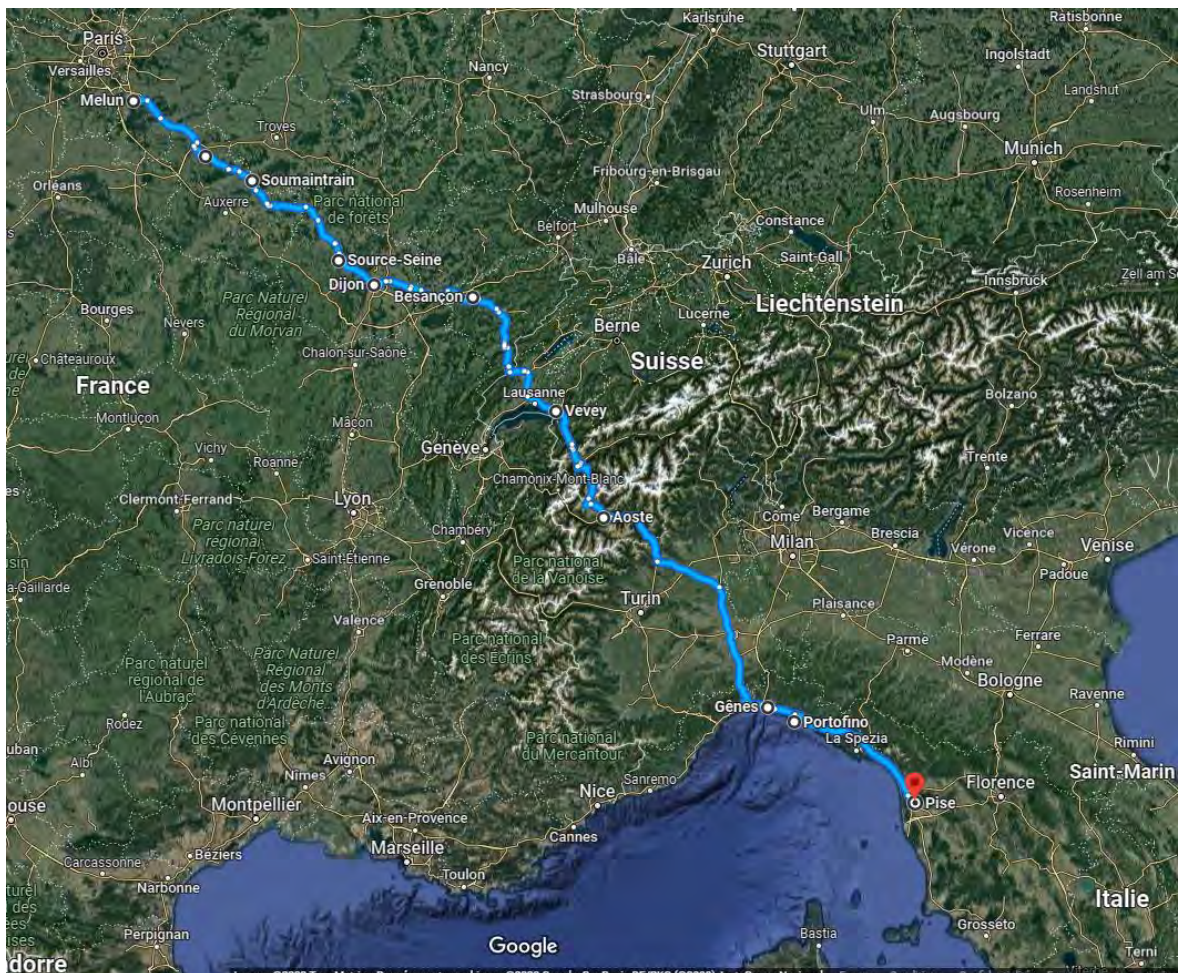 Karlsruhe
Ratisbonne
Paris
Versailles
Nancy
Stuttgart
Ingolstadt
Melun
Strasbourg
Landshut
Ulm
Augsbourg
Troyes
Munich
Orléans
Soumaintrain
Fribourg-en-Brisgau
Rosenheim
Auxerre
Parc national
de forêts
Mulhouse
Constance
Belfort
Bâle
Zurich
Saint-Gall
Source-Seine
Zell am
Dijon
Besançon
Innsbruck
Parc Naturel
Régional
du Morvan
Liechtenstein
Bourges
Nevers
Berne
Lucerne
Châteauroux
Chalon-sur-Saône
Suisse
France
Lausanne
Bolzano
Vevey
Montluçon
Mâcon
Genève
Trente
Vichy
Roanne
Chamonix-Mont-Blanc
Clermont-Ferrand
Lyon
Aoste
Côme
Bergame
Parc naturel
régional
Livradois-Forez
Chambéry
Milan
Brescia
Vicence
Venise
Saint-Étienne
Parc national
de la Vanoise
Vérone
Padoue
a-Gaillarde
Grenoble
Turin
Plaisance
Valence
Parme
Ferrare
Parc national
des Écrins
Modène
Parc naturel
régional de
l'Aubrac
Parc Naturel
Régional
des Monts
d'Ardèche...
Bologne
Ravenne
Gênes
Portofino
Rodez
Parc national
des Cévennes
Parc national
du Mercantour
La Spezia
Rimini
Albi
Avignon
Nîmes
Sanremo
Florence
Saint-Marin
Nice
Pise
Montpellier
Aix-en-Provence
Cannes
Marseille
Béziers
Carcassonne
Toulon
Narbonne
Italie
Perpignan
Grosseto
Google
Bastia
Terni